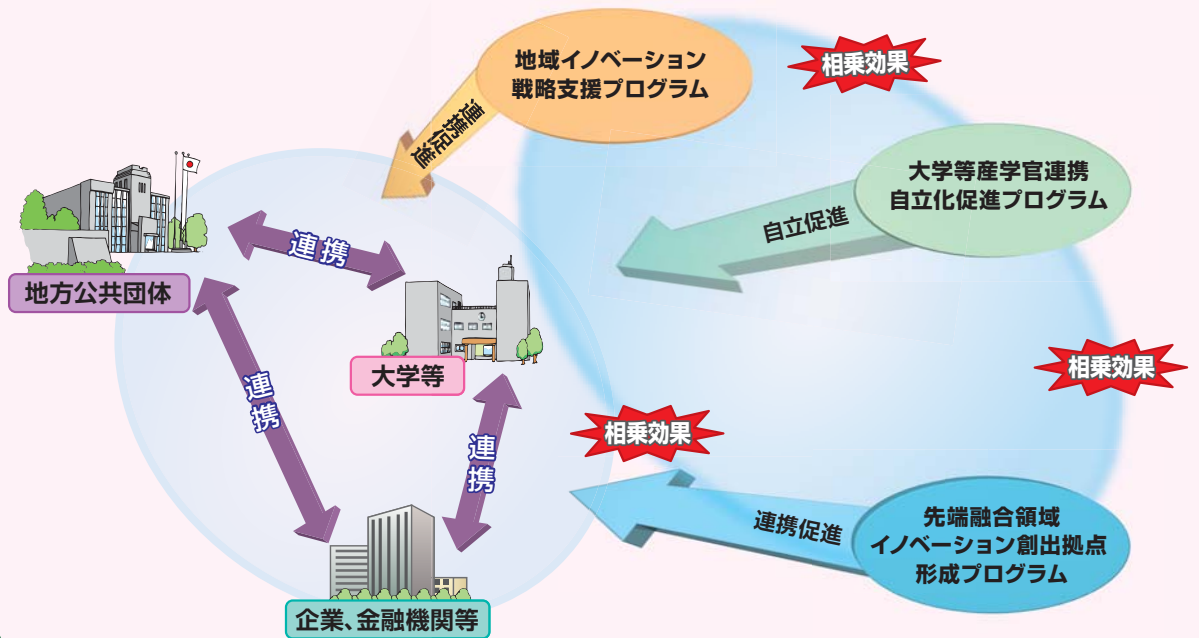 地域イノベーション
戦略支援プログラム
相乗効果
連携促進
大学等産学官連携
自立化促進プログラム
自立促進
連携
地方公共団体
大学等
相乗効果
連携
相乗効果
連携
先端融合領域
イノベーション創出拠点
形成プログラム
連携促進
企業、金融機関等